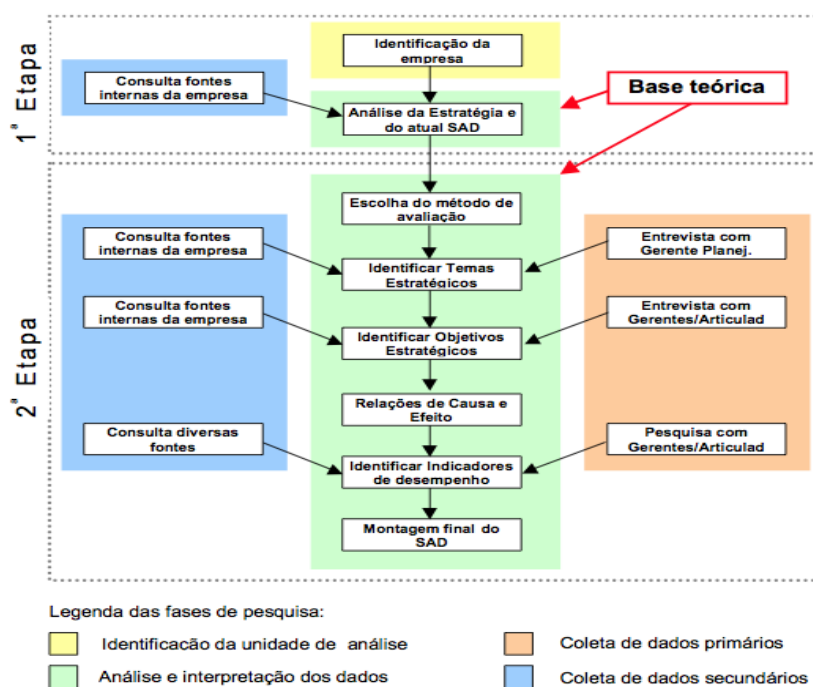 1ª Etapa
Identificação da
empresa
Consulta fontes
internas da empresa
Análise da Estratégia e
do atual SAD
Base teórica
2ª Etapa
Escolha do método de
avaliação
Consulta fontes
internas da empresa
Identificar Temas
Estratégicos
Entrevista com
Gerente Planej.
Consulta fontes
internas da empresa
Identificar Objetivos
Estratégicos
Entrevista com
Gerentes/Articulad
Relações de Causa e
Efeito
Consulta diversas
fontes
Identificar Indicadores
de desempenho
Pesquisa com
Gerentes/Articulad
Montagem final do
SAD
Legenda das fases de pesquisa:
Identificacão da unidade de análise
Coleta de dados primários
Análise e interpretação dos dados
Coleta de dados secundários